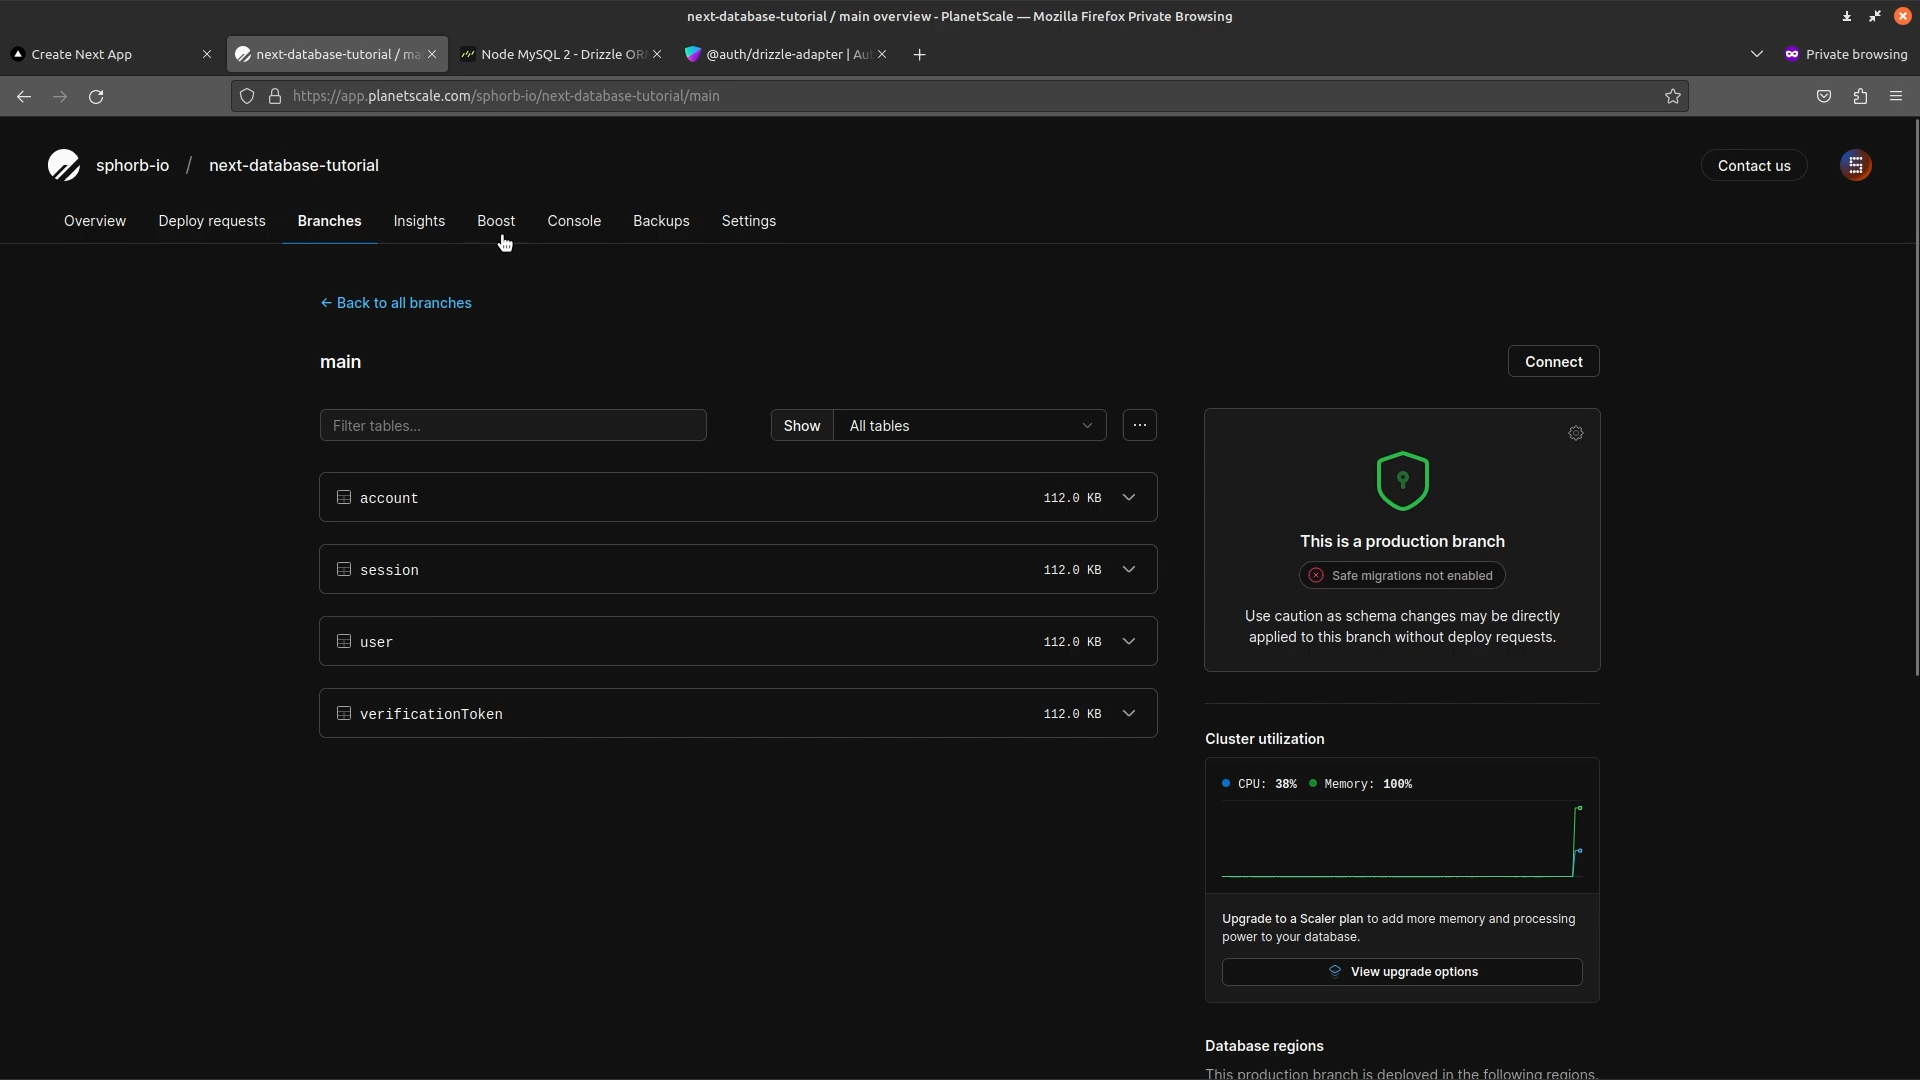 next-database-tutorial / main overview - PlanetScale — Mozilla Firefox Private Browsing
Create Next App
next-database-tutorial / ma
Node MySQL 2 - Drizzle OR
@auth/drizzle-adapter | Au
Private browsing
https://app.planetscale.com/sphorb-io/next-database-tutorial/main
sphorb-io / next-database-tutorial
Contact us
Overview Deploy requests Branches Insights Boost Console Backups Settings
← Back to all branches
main
Connect
Filter tables...
Show All tables
account 112.0 KB
session 112.0 KB
user 112.0 KB
verificationToken 112.0 KB
This is a production branch
Safe migrations not enabled
Use caution as schema changes may be directly
applied to this branch without deploy requests.
Cluster utilization
CPU: 38% Memory: 100%
Upgrade to a Scaler plan to add more memory and processing
power to your database.
View upgrade options
Database regions
This production branch is deployed in the following regions.